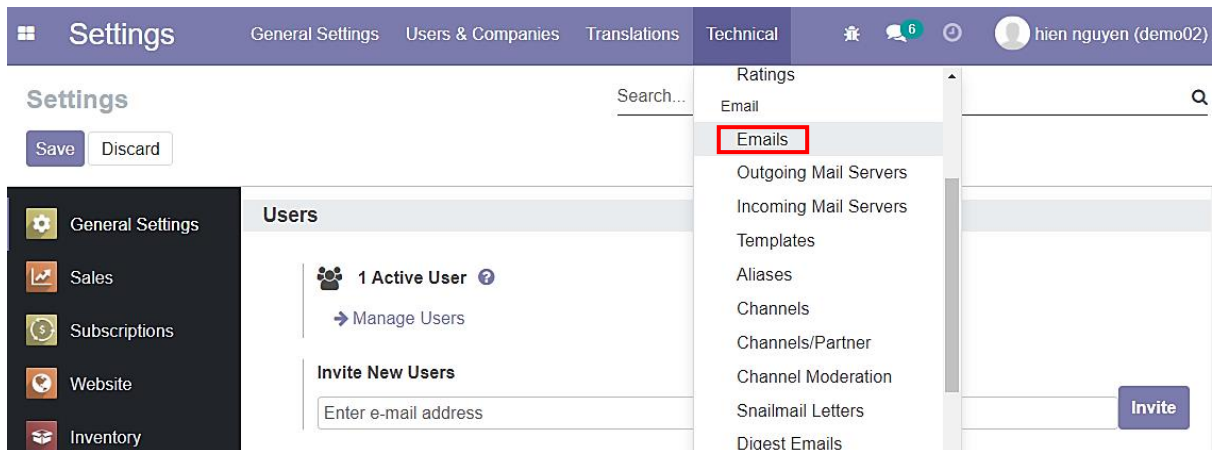 Settings General Settings Users & Companies Translations Technical 6 hien nguyen (demo02)
Settings Search...
Save Discard
Ratings
Email
Emails
Outgoing Mail Servers
Incoming Mail Servers
Templates
Aliases
Channels
Channels/Partner
Channel Moderation
Snailmail Letters
Digest Emails
General Settings
Sales
Subscriptions
Website
Inventory
Users
1 Active User ?
Manage Users
Invite New Users
Enter e-mail address Invite